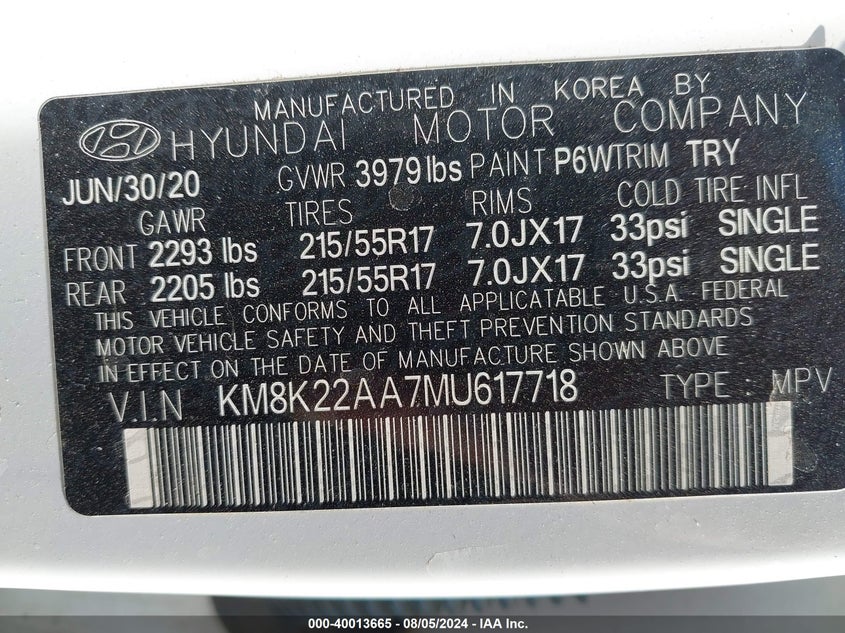 MANUFACTURED IN KOREA BY
HYUNDAI MOTOR COMPANY
JUN/30/20 GVWR 3979lbs PAINT P6W TRIM TRY
GAWR TIRES RIMS COLD TIRE INFL
FRONT 2293 lbs 215/55R17 7.0JX17 33psi SINGLE
REAR 2205 lbs 215/55R17 7.0JX17 33psi SINGLE
THIS VEHICLE CONFORMS TO ALL APPLICATABLE U.S.A. FEDERAL
MOTOR VEHICLE SAFETY AND THEFT PREVENTION STANDARDS
IN EFFECT ON THE DATE OF MANUFACTURE SHOWN ABOVE
V.I.N KM8K22AA7MU617718 TYPE : MPV
000-40013665 - 08/05/2024 - IAA Inc.